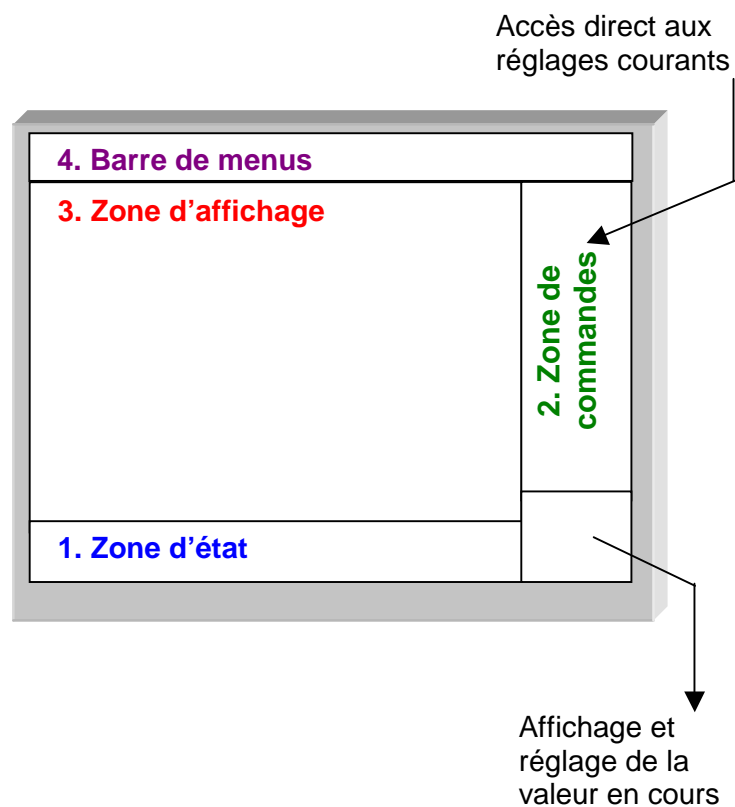 Accès direct aux
réglages courants
4. Barre de menus
3. Zone d'affichage
2. Zone de
commandes
1. Zone d'état
Affichage et
réglage de la
valeur en cours